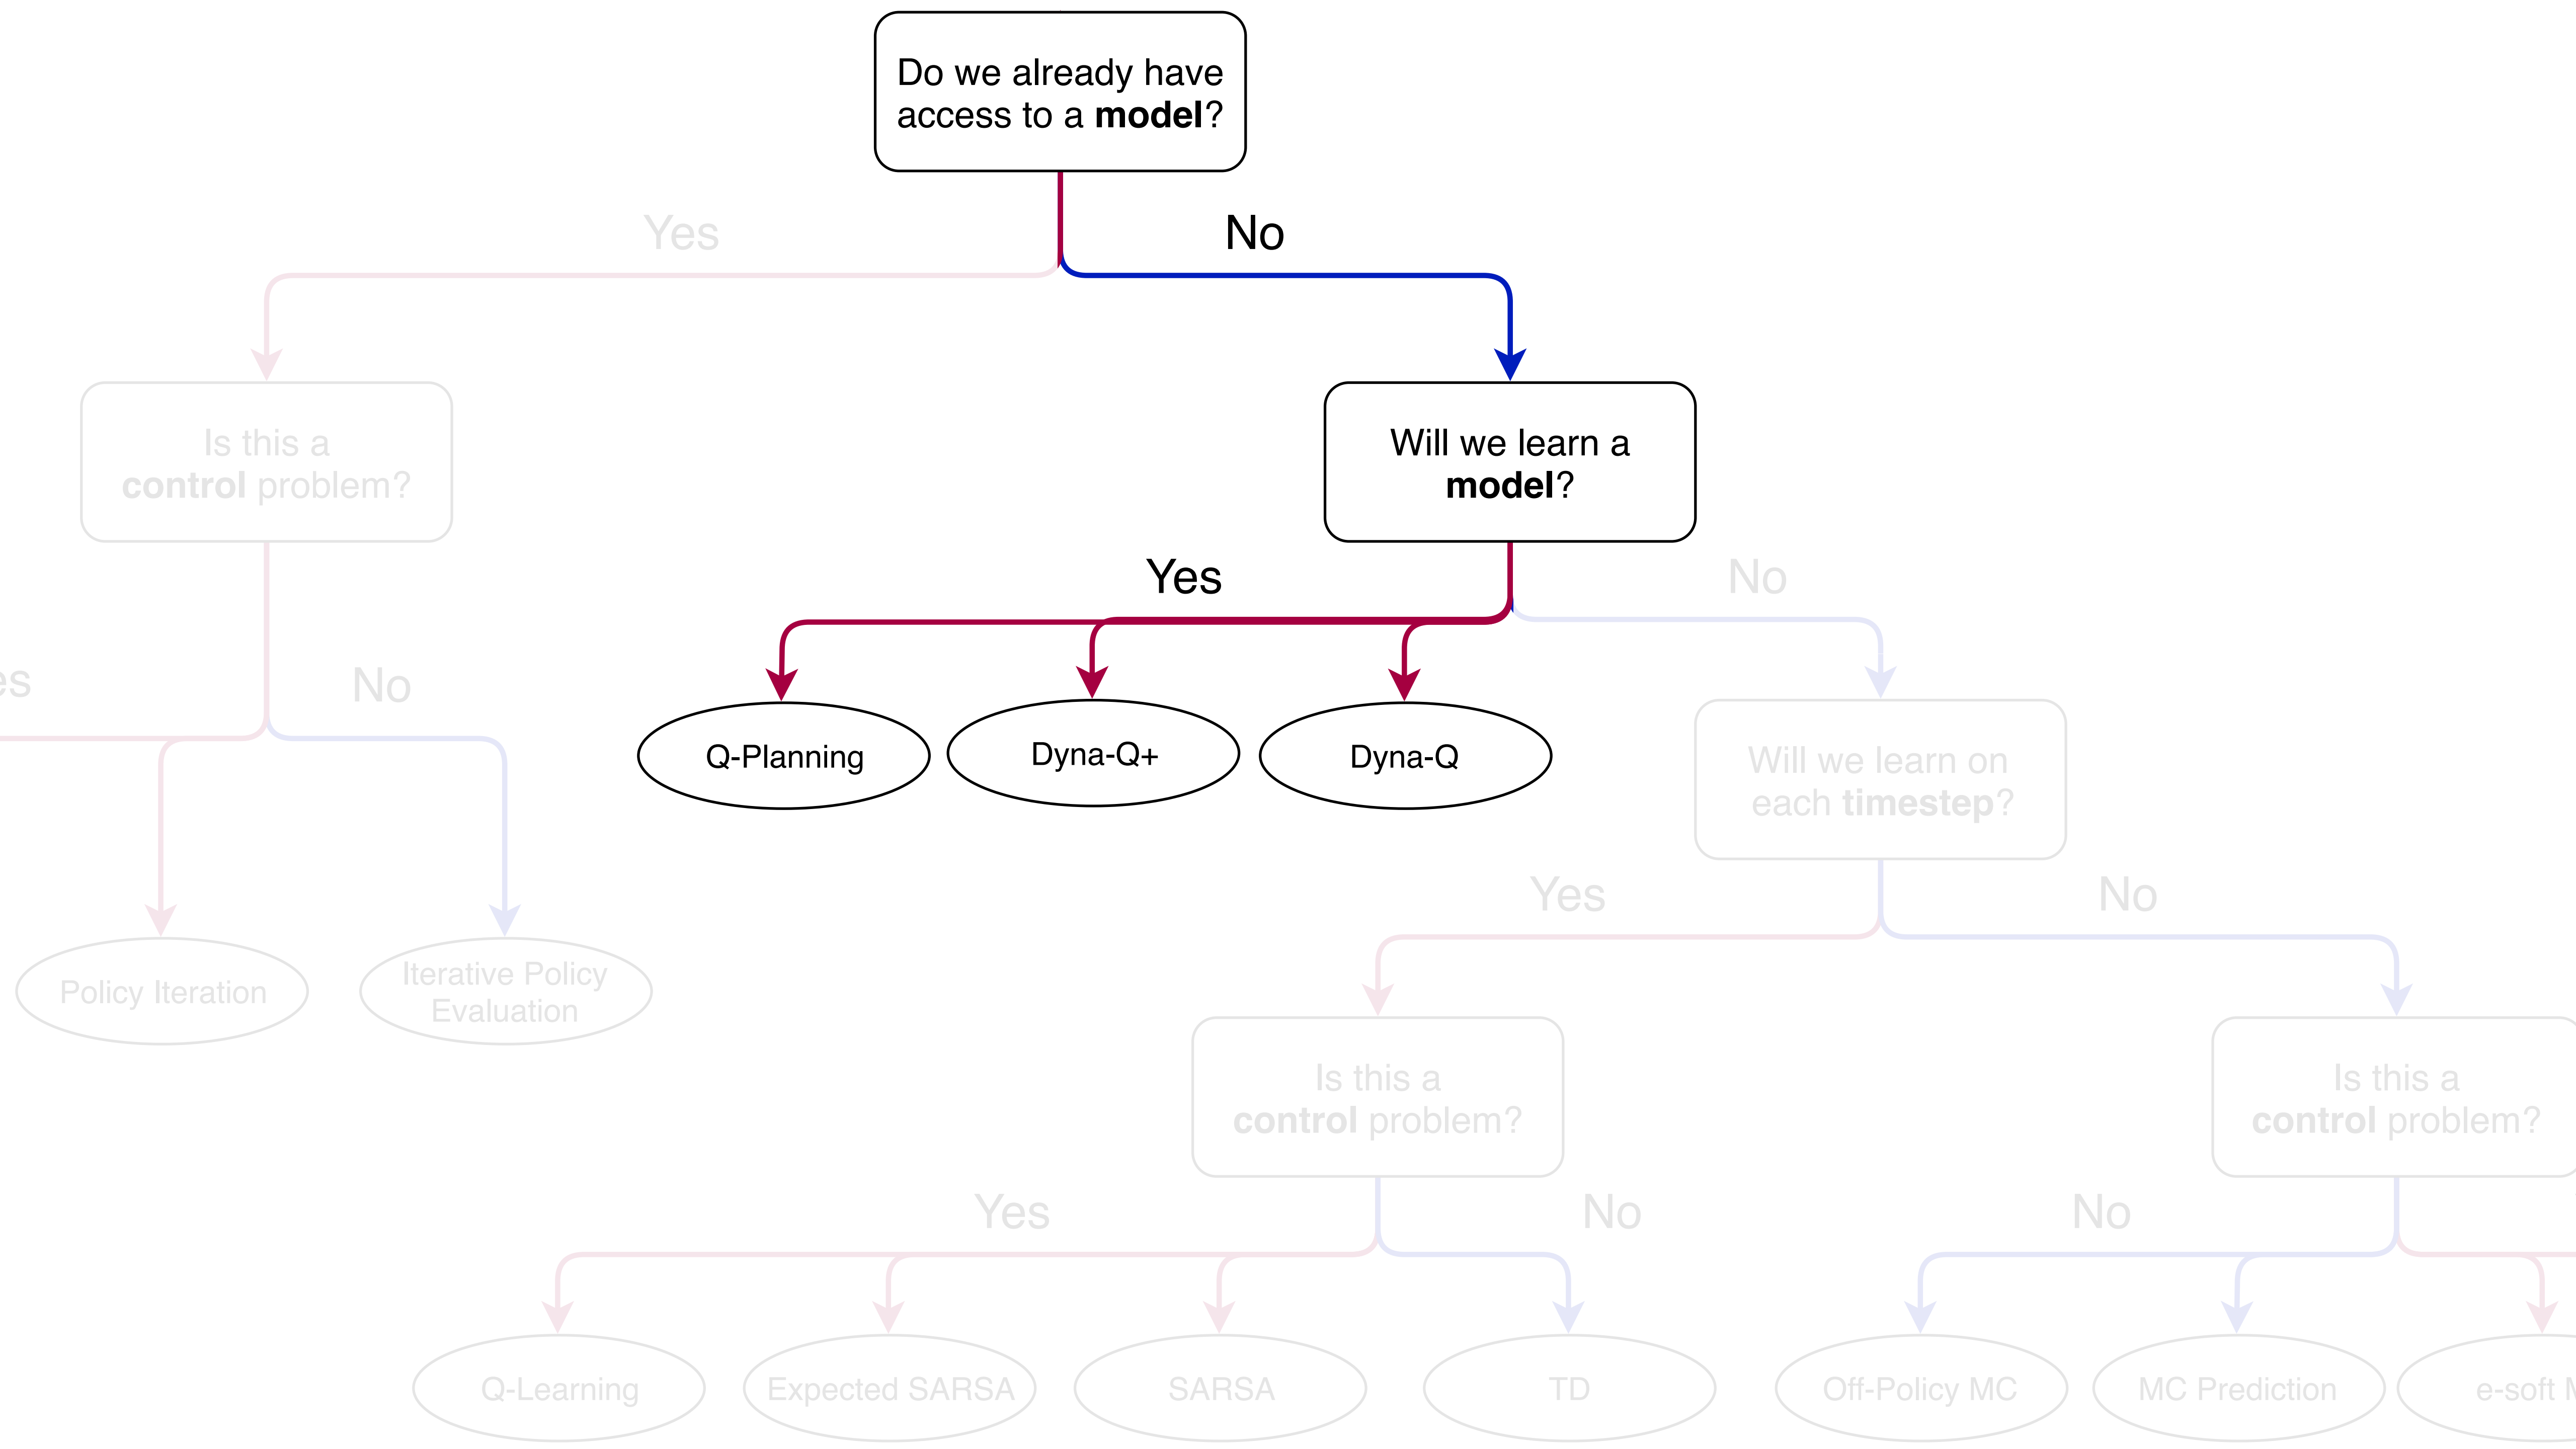 Do we already have
access to a model?
Yes
No
Is this a
control problem?
Will we learn a
model?
Yes
No
No
Q-Planning
Dyna-Q+
Dyna-Q
Will we learn on
each timestep?
Yes
No
Policy Iteration
Iterative Policy
Evaluation
Is this a
control problem?
Is this a
control problem?
Yes
No
No
Q-Learning
Expected SARSA
SARSA
TD
Off-Policy MC
MC Prediction
e-soft